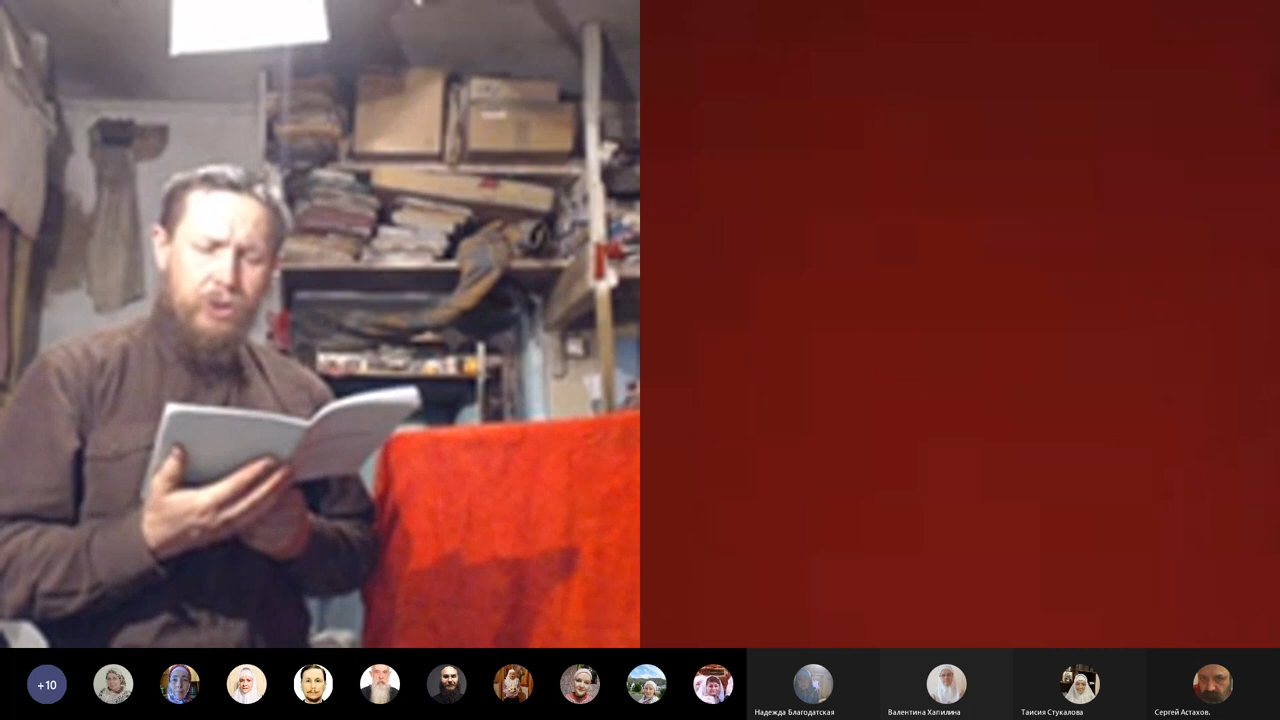 +10
Надежда Благодатская
Валентина Хапилина
Таисия Стукалова
Сергей Астахов.